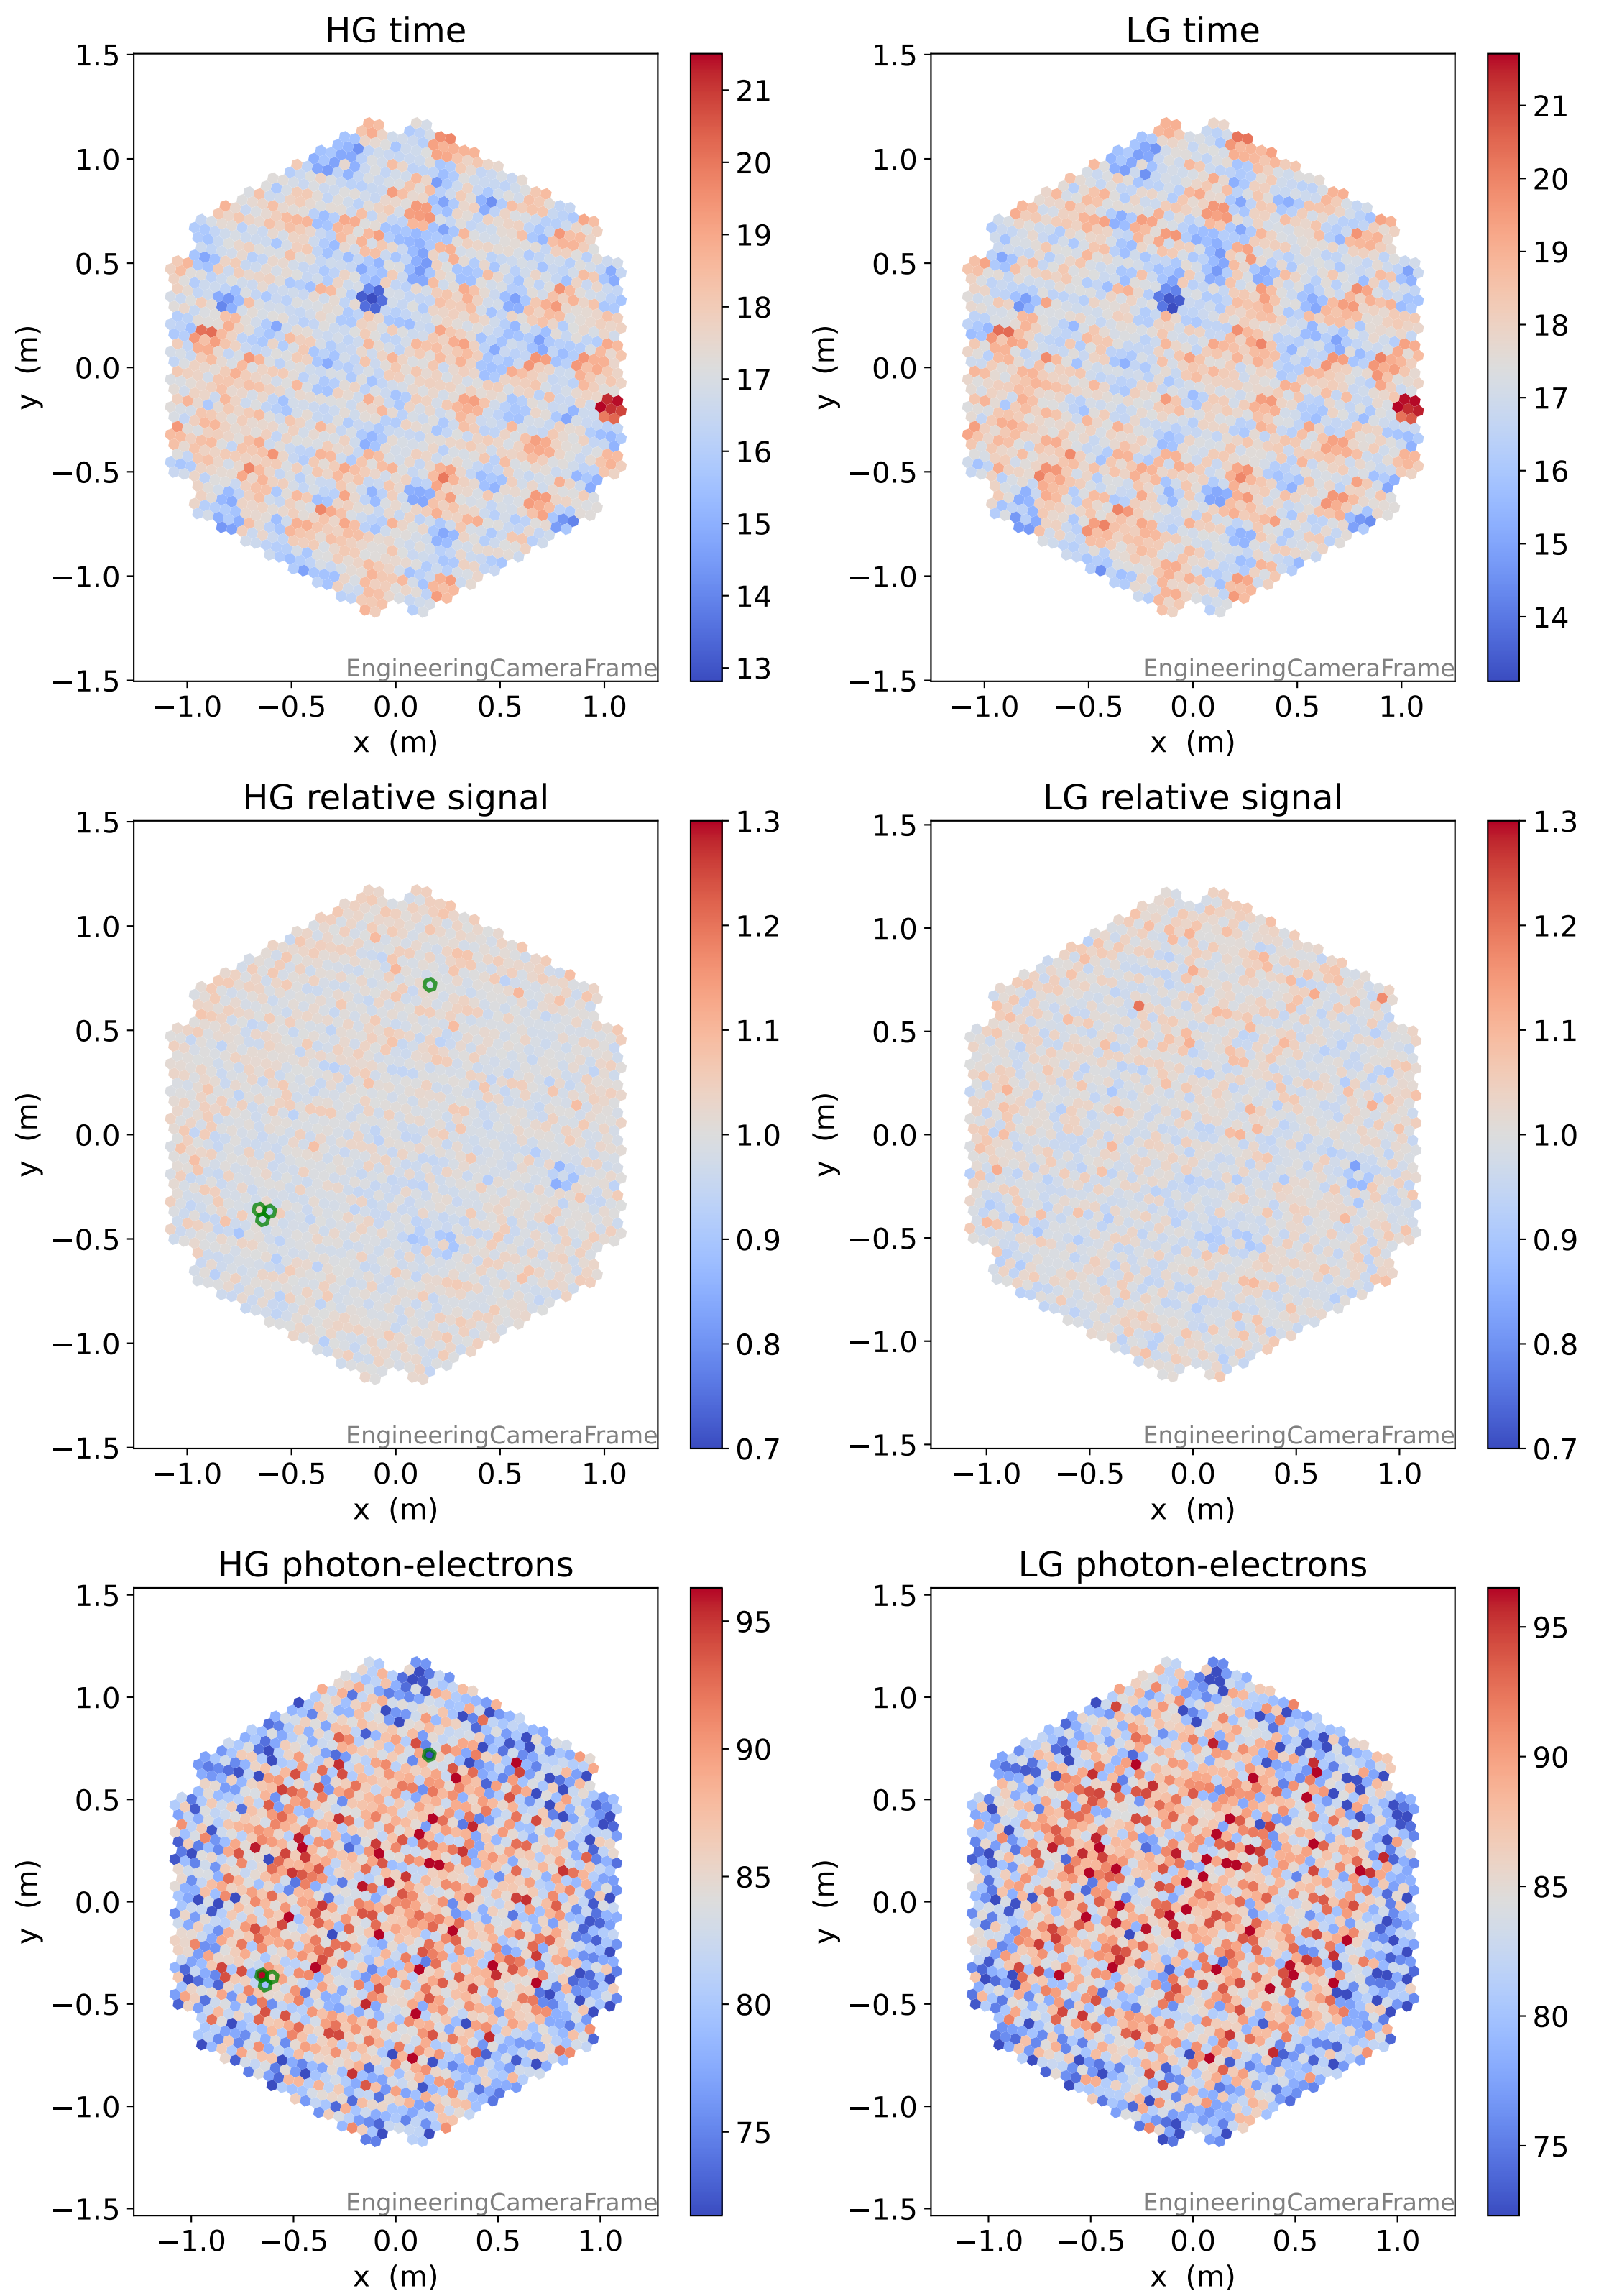 HG time
1.5
1.0
0.5
0.0
−0.5
−1.0
−1.5
y (m)
−1.0 −0.5 0.0 0.5 1.0
x (m)
EngineeringCameraFrame
21
20
19
18
17
16
15
14
13
LG time
1.5
1.0
0.5
0.0
−0.5
−1.0
−1.5
y (m)
−1.0 −0.5 0.0 0.5 1.0
x (m)
EngineeringCameraFrame
21
20
19
18
17
16
15
14
HG relative signal
1.5
1.0
0.5
0.0
−0.5
−1.0
−1.5
y (m)
−1.0 −0.5 0.0 0.5 1.0
x (m)
EngineeringCameraFrame
1.3
1.2
1.1
1.0
0.9
0.8
0.7
LG relative signal
1.5
1.0
0.5
0.0
−0.5
−1.0
−1.5
y (m)
−1.0 −0.5 0.0 0.5 1.0
x (m)
EngineeringCameraFrame
1.3
1.2
1.1
1.0
0.9
0.8
0.7
HG photon-electrons
1.5
1.0
0.5
0.0
−0.5
−1.0
−1.5
y (m)
−1.0 −0.5 0.0 0.5 1.0
x (m)
EngineeringCameraFrame
95
90
85
80
75
LG photon-electrons
1.5
1.0
0.5
0.0
−0.5
−1.0
−1.5
y (m)
−1.0 −0.5 0.0 0.5 1.0
x (m)
EngineeringCameraFrame
95
90
85
80
75